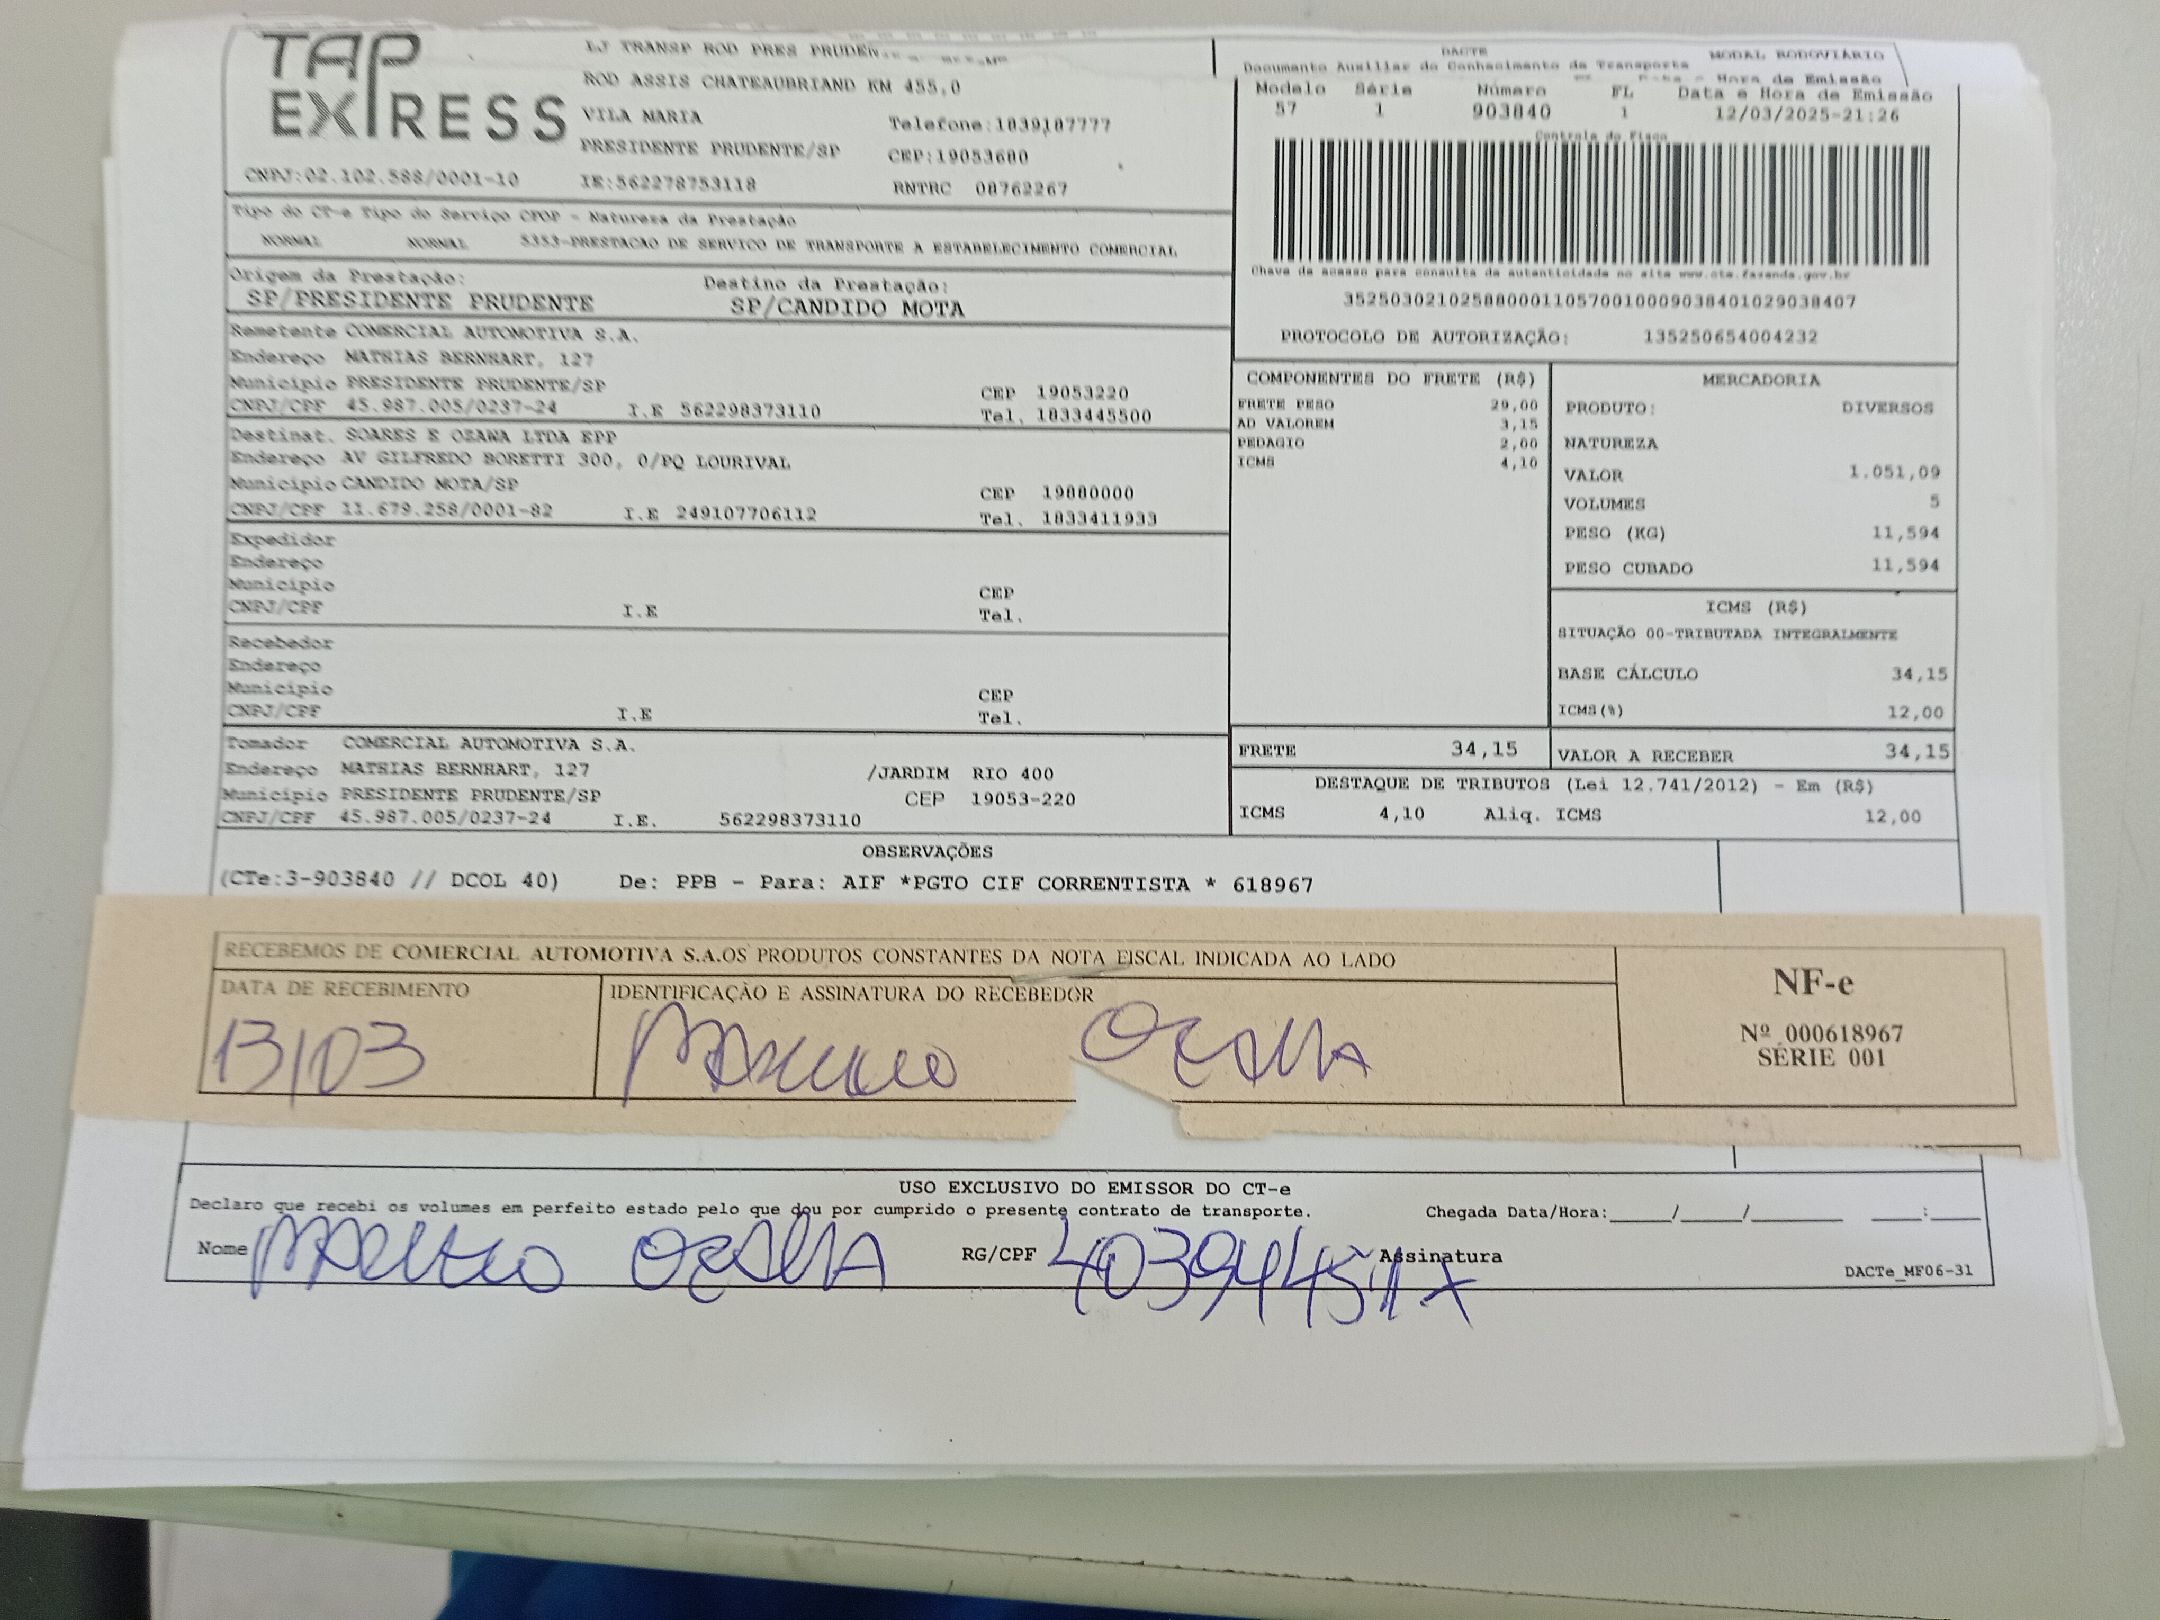 TAP EXPRESS
LJ TRANSP ROD PRES PRUDEN
ROD ASSIS CHATEAUBRIAND KM 455,0
VILA MARIA Telefone:1839107777
PRESIDENTE PRUDENTE/SP CEP:19053680
CNPJ:02.102.588/0001-10 IE:562278753118 RNTRC 00762267
Tipo do CT-e Tipo do Serviço CFOP - Natureza da Prestação
NORMAL NORMAL 5353-PRESTACAO DE SERVICO DE TRANSPORTE A ESTABELECIMENTO COMERCIAL
Origem da Prestação: Destino da Prestação:
SP/PRESIDENTE PRUDENTE SP/CANDIDO MOTA
Remetente COMERCIAL AUTOMOTIVA S.A.
Endereço MATHIAS BERNHART, 127
Município PRESIDENTE PRUDENTE/SP CEP 19053220
CNPJ/CPF 45.987.005/0237-24 I.E 562298373110 Tel. 1833445500
Destinat. SOARES E OZANA LTDA EPP
Endereço AV GILFREDO BORETTI 300, 0/PQ LOURIVAL
Município CANDIDO MOTA/SP CEP 19880000
CNPJ/CPF 11.679.258/0001-82 I.E 249107706112 Tel. 1833411933
Expedidor
Endereço
Município CEP
CNPJ/CPF I.E Tel.
Recebedor
Endereço
Município CEP
CNPJ/CPF I.E Tel.
Tomador COMERCIAL AUTOMOTIVA S.A.
Endereço MATHIAS BERNHART, 127 /JARDIM RIO 400
Município PRESIDENTE PRUDENTE/SP CEP 19053-220
CNPJ/CPF 45.987.005/0237-24 I.E. 562298373110
DACTE MODAL RODOVIÁRIO
Documento Auxiliar do Conhecimento de Transporte
Hora de Emissão
Modelo Série Número FL Data e Hora de Emissão
57 1 903840 1 12/03/2025-21:26
Controle do Fisco
Chave de acesso para consulta de autenticidade no site www.cte.fazenda.gov.br
35250302102588000110570010009038401029038407
PROTOCOLO DE AUTORIZAÇÃO: 135250654004232
COMPONENTES DO FRETE (R$)
FRETE PESO 29,00
AD VALOREM 3,15
PEDAGIO 2,00
ICMS 4,10
MERCADORIA
PRODUTO: DIVERSOS
NATUREZA
VALOR 1.051,09
VOLUMES 5
PESO (KG) 11,594
PESO CUBADO 11,594
ICMS (R$)
SITUAÇÃO 00-TRIBUTADA INTEGRALMENTE
BASE CÁLCULO 34,15
ICMS(%) 12,00
FRETE 34,15 VALOR A RECEBER 34,15
DESTAQUE DE TRIBUTOS (Lei 12.741/2012) - Em (R$)
ICMS 4,10 Aliq. ICMS 12,00
OBSERVAÇÕES
(CTe:3-903840 // DCOL 40) De: PPB - Para: AIF *PGTO CIF CORRENTISTA * 618967
RECEBEMOS DE COMERCIAL AUTOMOTIVA S.A.OS PRODUTOS CONSTANTES DA NOTA FISCAL INDICADA AO LADO
DATA DE RECEBIMENTO IDENTIFICAÇÃO E ASSINATURA DO RECEBEDOR
13/03 OZANA
NF-e
Nº 000618967
SÉRIE 001
USO EXCLUSIVO DO EMISSOR DO CT-e
Declaro que recebi os volumes em perfeito estado pelo que dou por cumprido o presente contrato de transporte. Chegada Data/Hora:____/____/______ ____:____
Nome OZANA RG/CPF Assinatura
DACTe_MF06-31